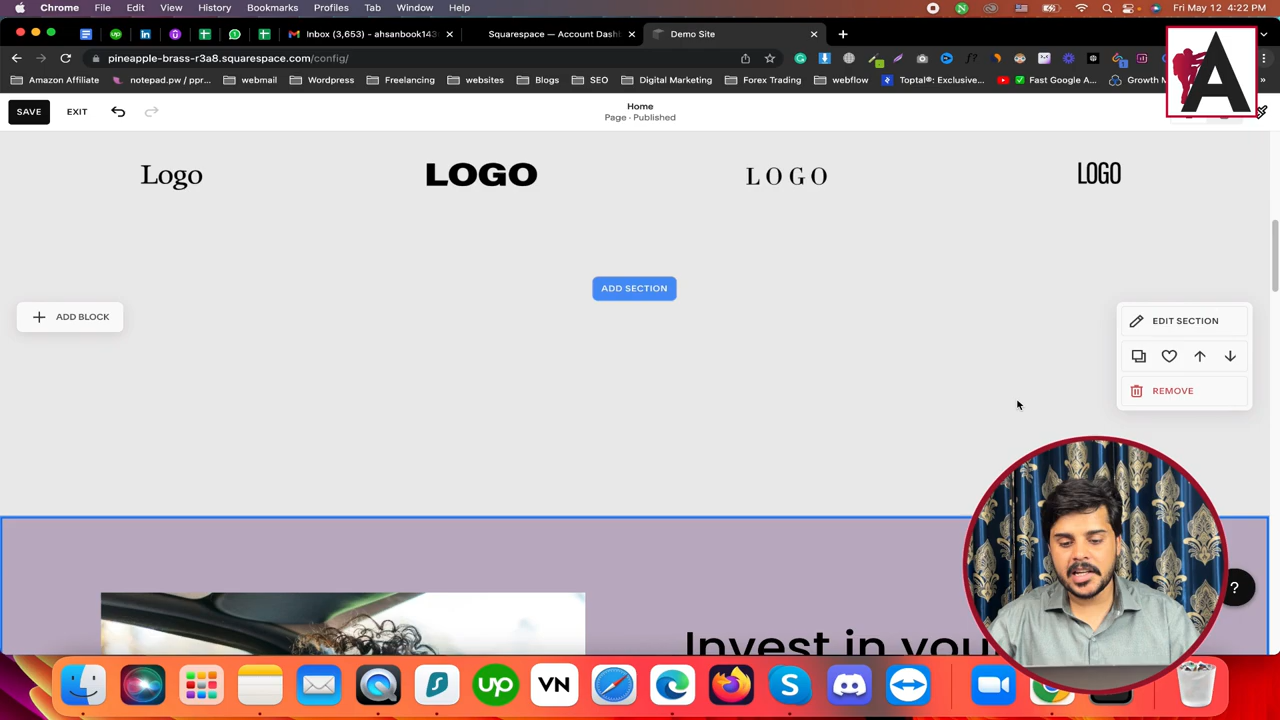 Chrome File Edit View History Bookmarks Profiles Tab Window Help Fri May 12 4:22 PM
Inbox (3,653) - ahsanbook143 Squarespace — Account Dash Demo Site
pineapple-brass-r3a8.squarespace.com/config/
Amazon Affiliate notepad.pw / ppr... webmail Wordpress Freelancing websites Blogs SEO Digital Marketing Forex Trading webflow Toptal®: Exclusive... Fast Google A... Growth M
A
SAVE EXIT Home
Page · Published
Logo LOGO LOGO LOGO
ADD SECTION
ADD BLOCK
EDIT SECTION
REMOVE
?
Invest in you
up VN